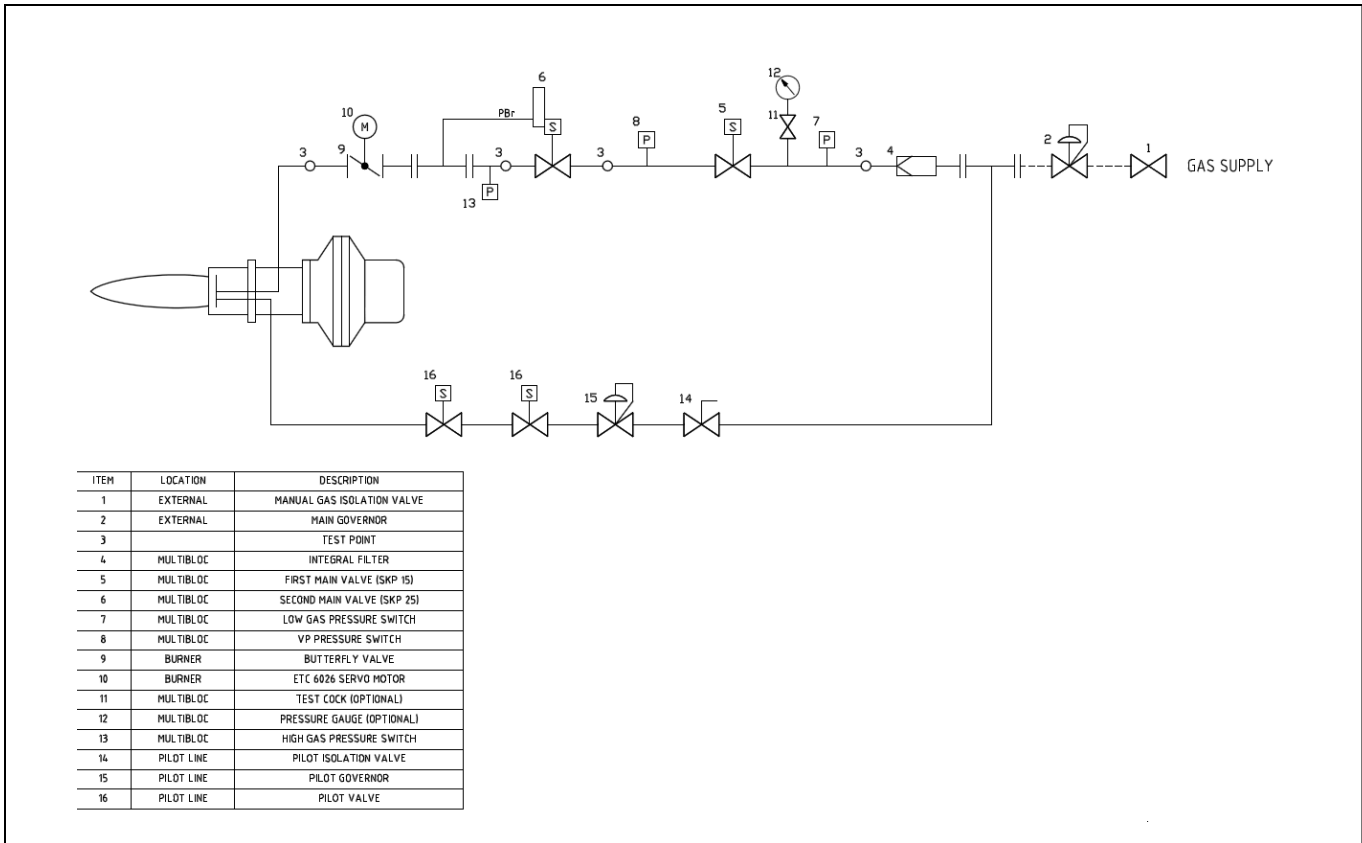 12
6
10
PBr
5
8
11
7
2
M
S
S
P
1
3
9
3
3
P
3
4
GAS SUPPLY
P
13
16
16
15
14
S
S
ITEM LOCATION DESCRIPTION
1 EXTERNAL MANUAL GAS ISOLATION VALVE
2 EXTERNAL MAIN GOVERNOR
3 TEST POINT
4 MULTIBLOC INTEGRAL FILTER
5 MULTIBLOC FIRST MAIN VALVE (SKP 15)
6 MULTIBLOC SECOND MAIN VALVE (SKP 25)
7 MULTIBLOC LOW GAS PRESSURE SWITCH
8 MULTIBLOC VP PRESSURE SWITCH
9 BURNER BUTTERFLY VALVE
10 BURNER ETC 6026 SERVO MOTOR
11 MULTIBLOC TEST COCK (OPTIONAL)
12 MULTIBLOC PRESSURE GAUGE (OPTIONAL)
13 MULTIBLOC HIGH GAS PRESSURE SWITCH
14 PILOT LINE PILOT ISOLATION VALVE
15 PILOT LINE PILOT GOVERNOR
16 PILOT LINE PILOT VALVE